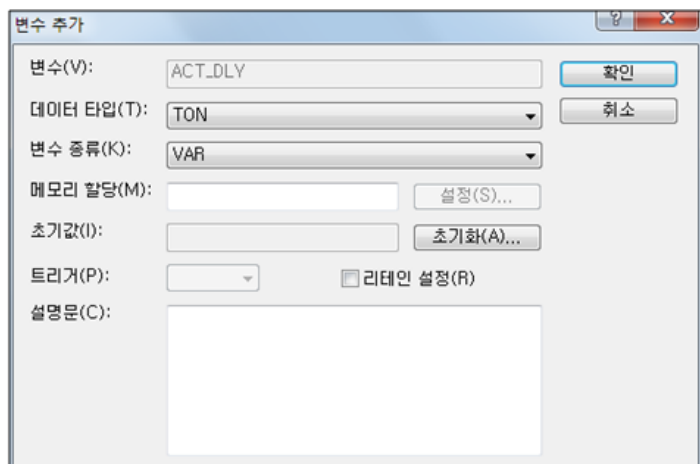 변수 추가
변수(V): ACT_DLY 확인
데이터 타입(T): TON 취소
변수 종류(K): VAR
메모리 할당(M): 설정(S)...
초기값(I): 초기화(A)...
트리거(P): 리테인 설정(R)
설명문(C):